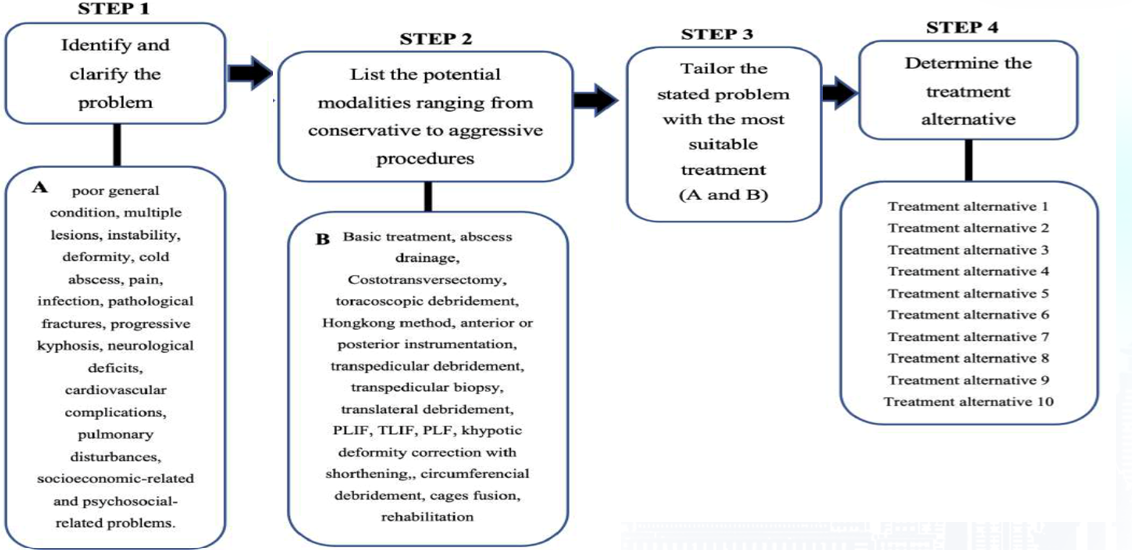 STEP 1
Identify and
clarify the
problem
A
poor general
condition, multiple
lesions, instability,
deformity, cold
abscess, pain,
infection, pathological
fractures, progressive
kyphosis, neurological
deficits,
cardiovascular
complications,
pulmonary
disturbances,
socioeconomic-related
and psychosocial-
related problems.
STEP 2
List the potential
modalities ranging from
conservative to aggressive
procedures
B
Basic treatment, abscess
drainage,
Costotransversectomy,
toracoscopic debridement,
Hongkong method, anterior or
posterior instrumentation,
transpedicular debridement,
transpedicular biopsy,
translateral debridement,
PLIF, TLIF, PLF, khypotic
deformity correction with
shorthening,, circumferencial
debridement, cages fusion,
rehabilitation
STEP 3
Tailor the
stated problem
with the most
suitable
treatment
(A and B)
STEP 4
Determine the
treatment
alternative
Treatment alternative 1
Treatment alternative 2
Treatment alternative 3
Treatment alternative 4
Treatment alternative 5
Treatment alternative 6
Treatment alternative 7
Treatment alternative 8
Treatment alternative 9
Treatment alternative 10